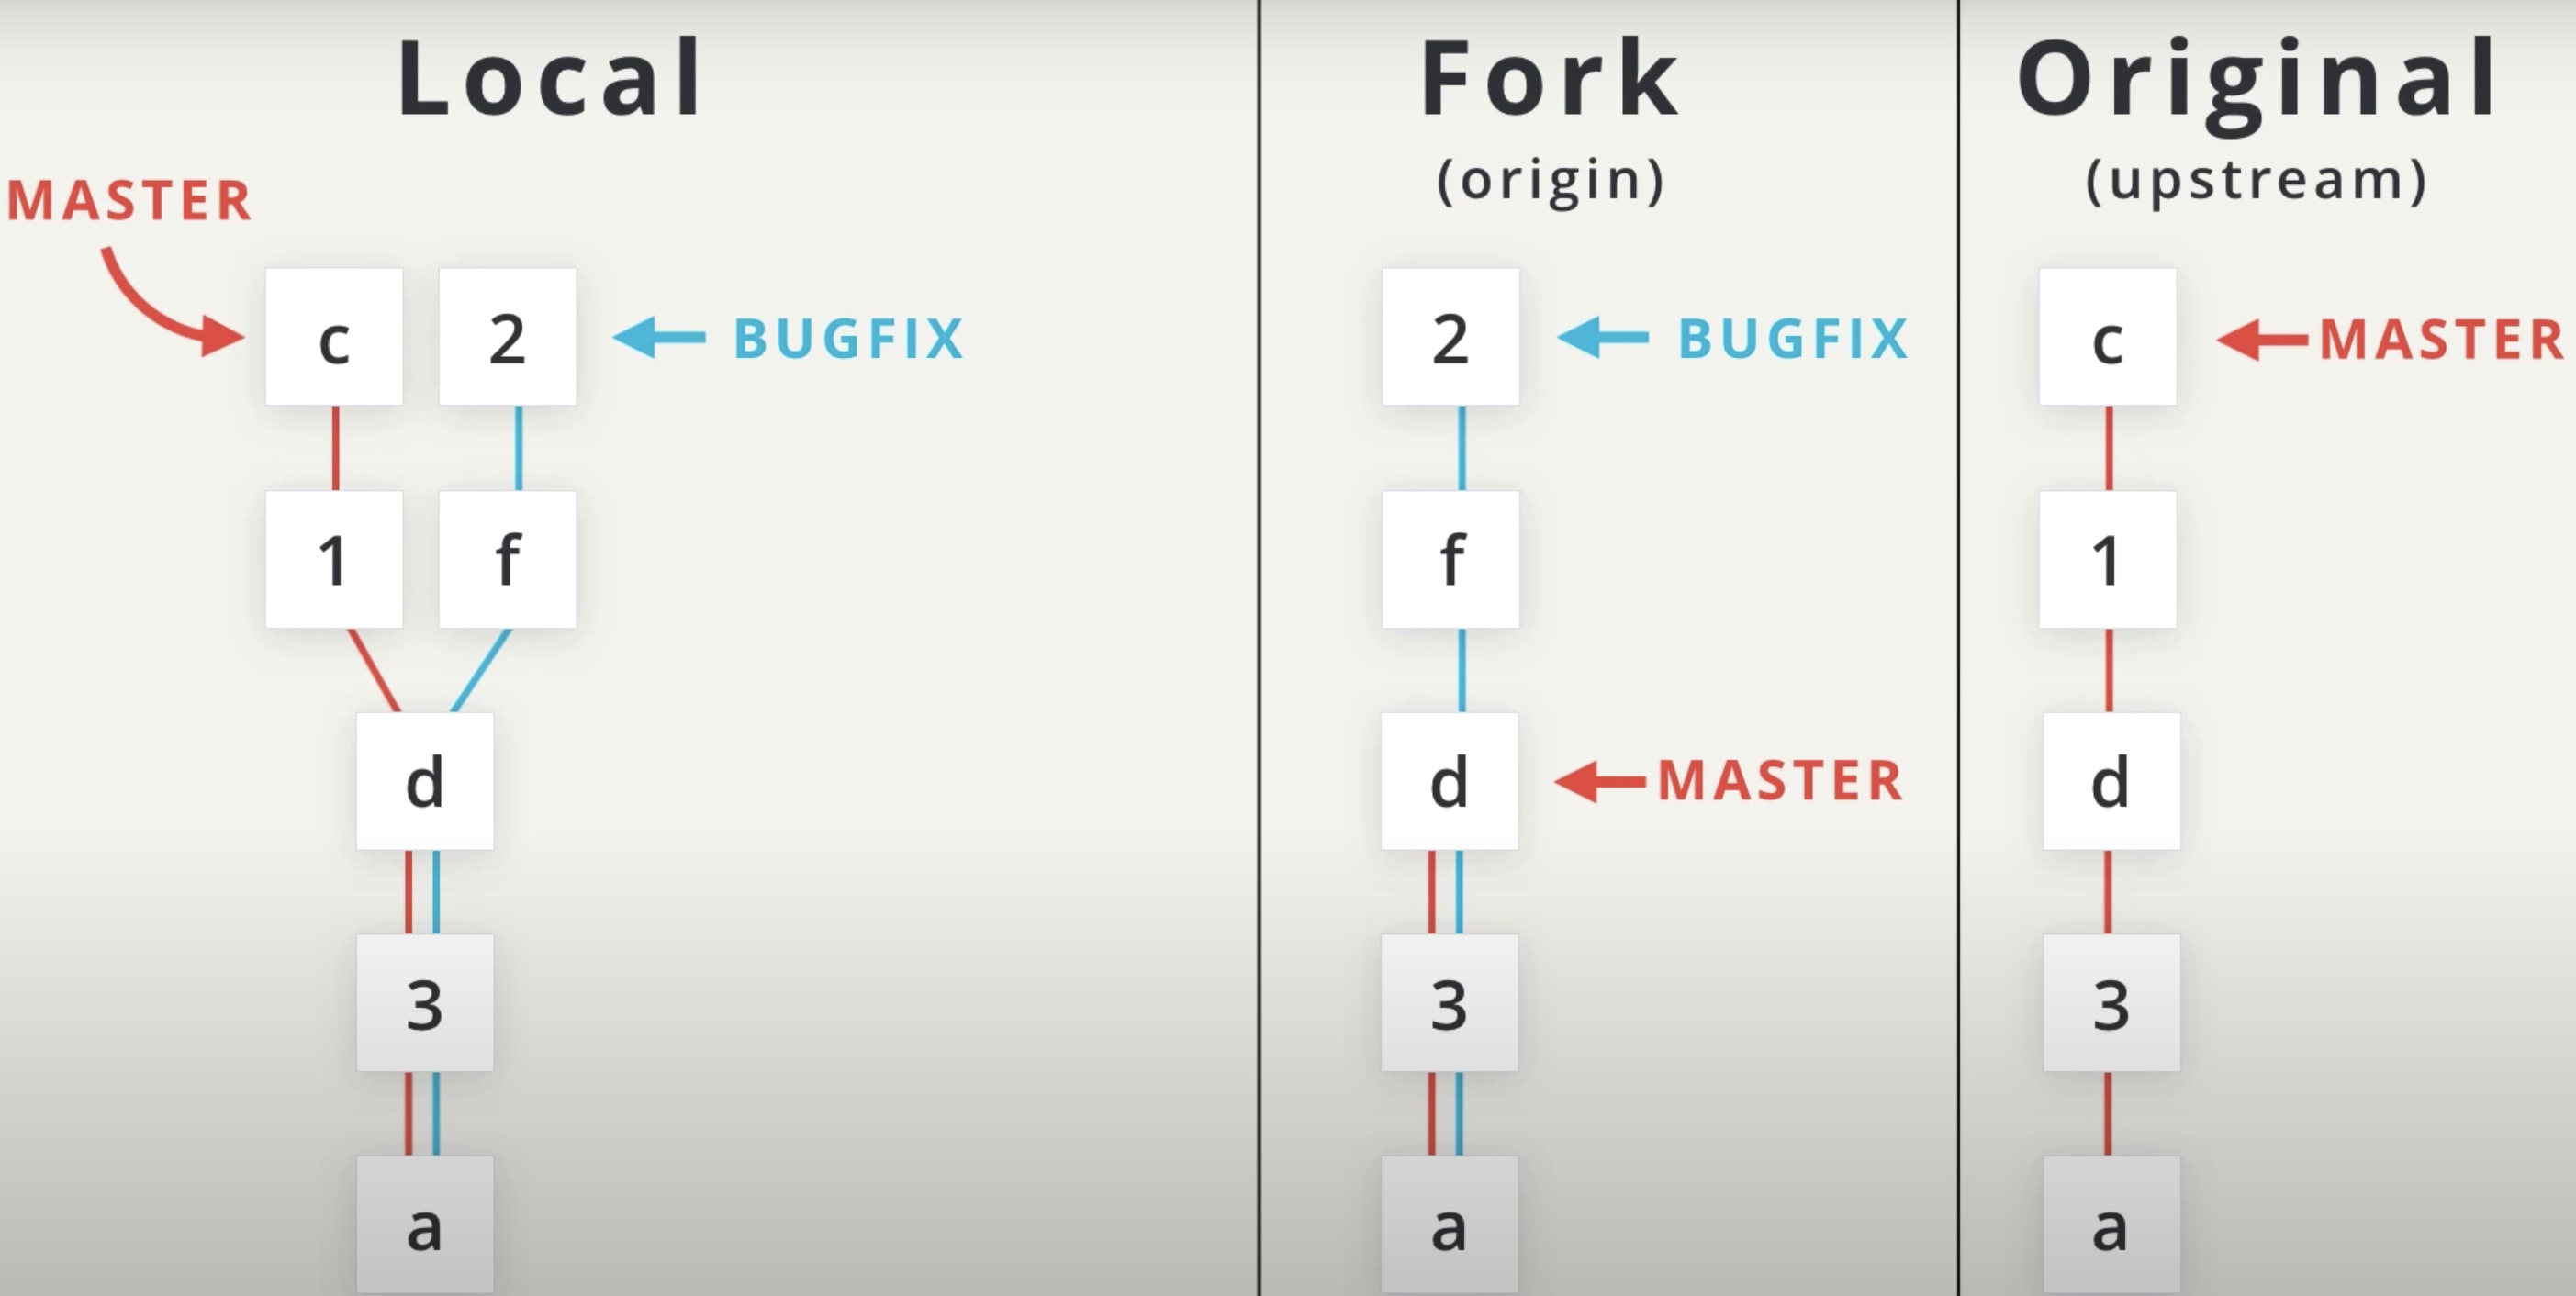 Local
MASTER
c 2 BUGFIX
1 f
d
3
a
Fork
(origin)
2 BUGFIX
f
d MASTER
3
a
Original
(upstream)
c MASTER
1
d
3
a